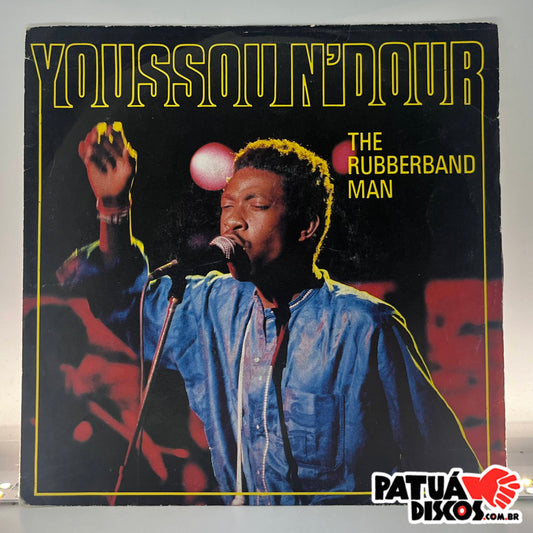 YOUSSOU N'DOUR
THE
RUBBERBAND
MAN
PATUÁ
DISCOS.COM.BR